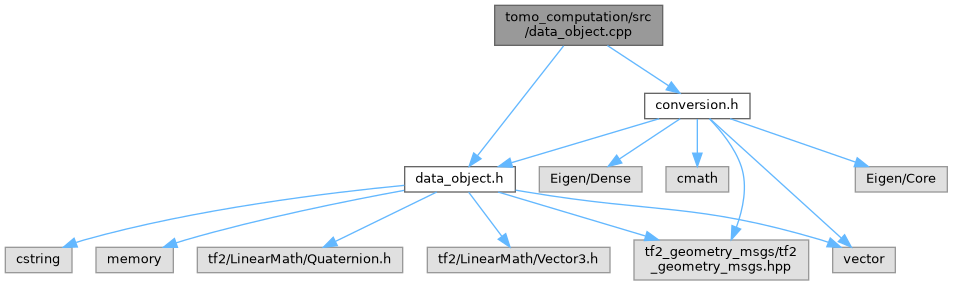 tomo_computation/src
/data_object.cpp
conversion.h
data_object.h
Eigen/Dense
cmath
Eigen/Core
cstring
memory
tf2/LinearMath/Quaternion.h
tf2/LinearMath/Vector3.h
tf2_geometry_msgs/tf2
_geometry_msgs.hpp
vector